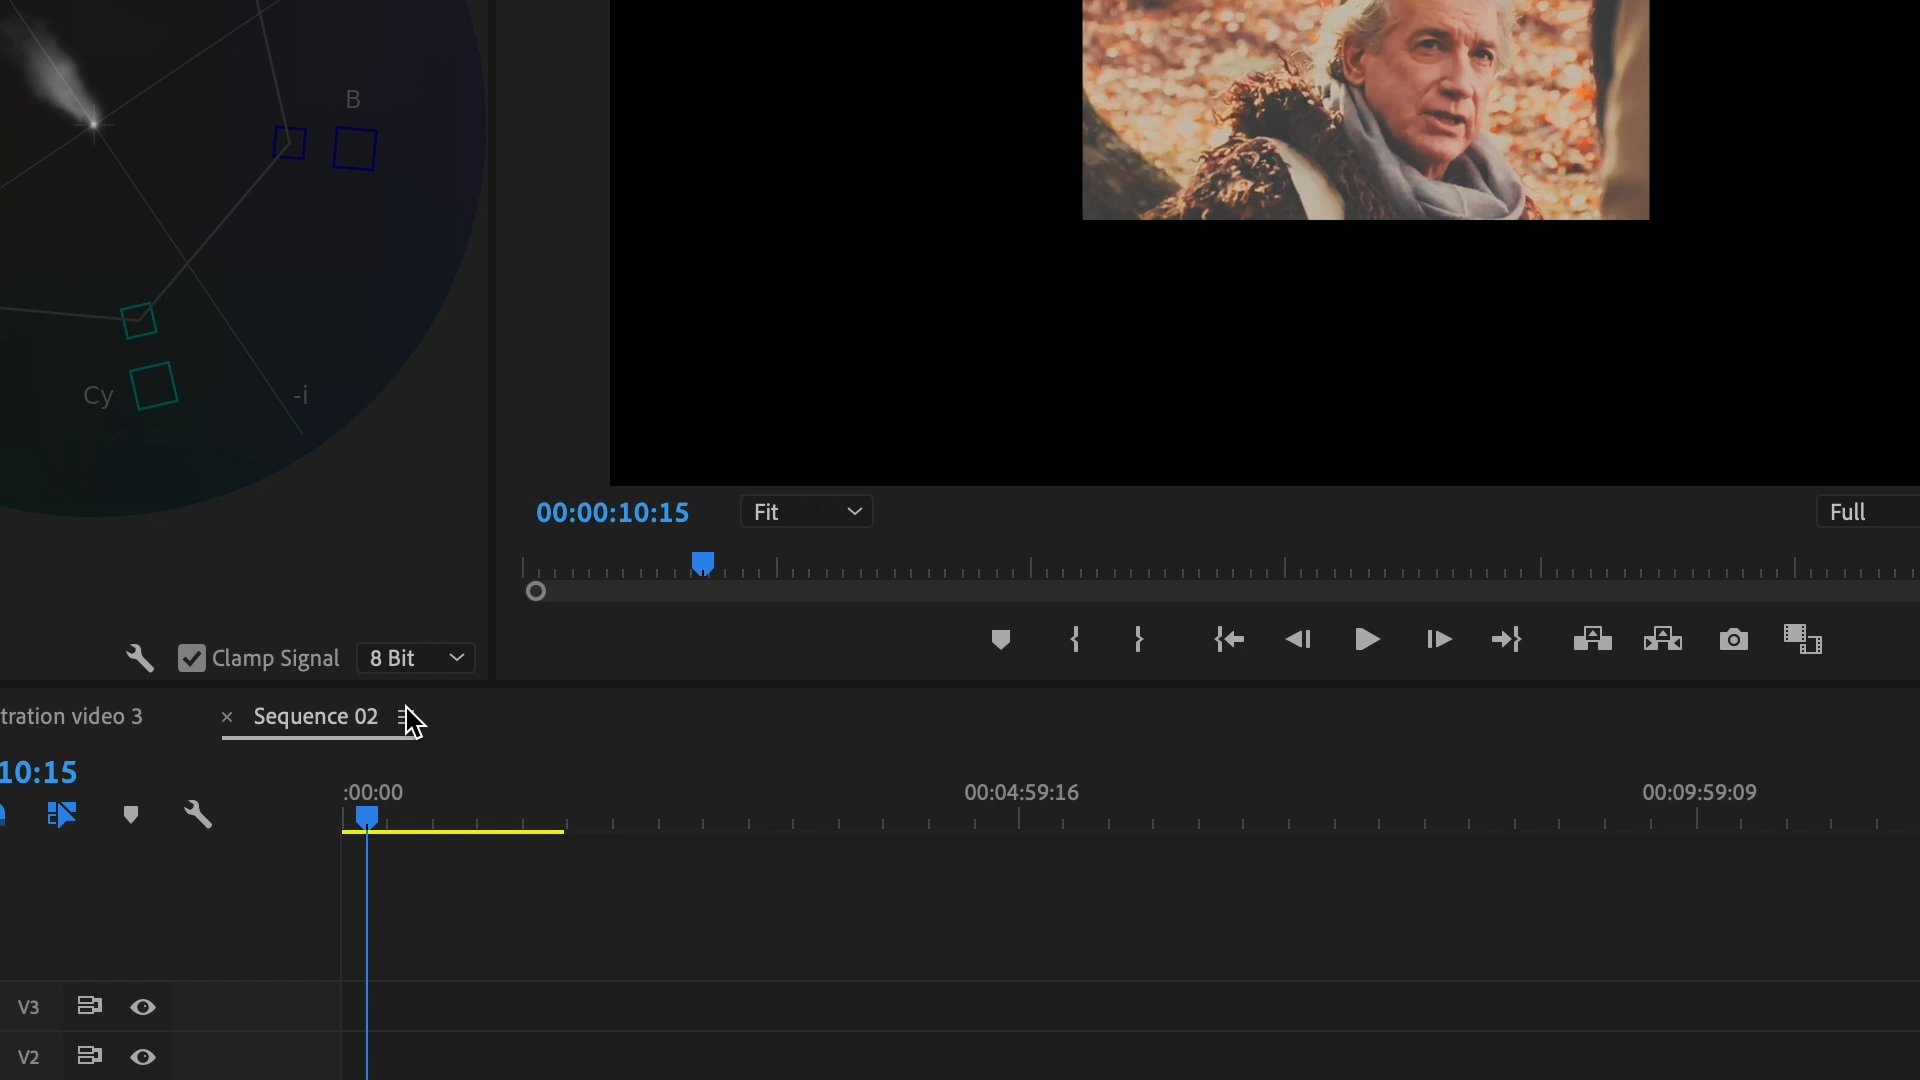 B
Cy
-i
00:00:10:15
Fit
Full
Clamp Signal
8 Bit
tration video 3
× Sequence 02
10:15
:00:00
00:04:59:16
00:09:59:09
V3
V2